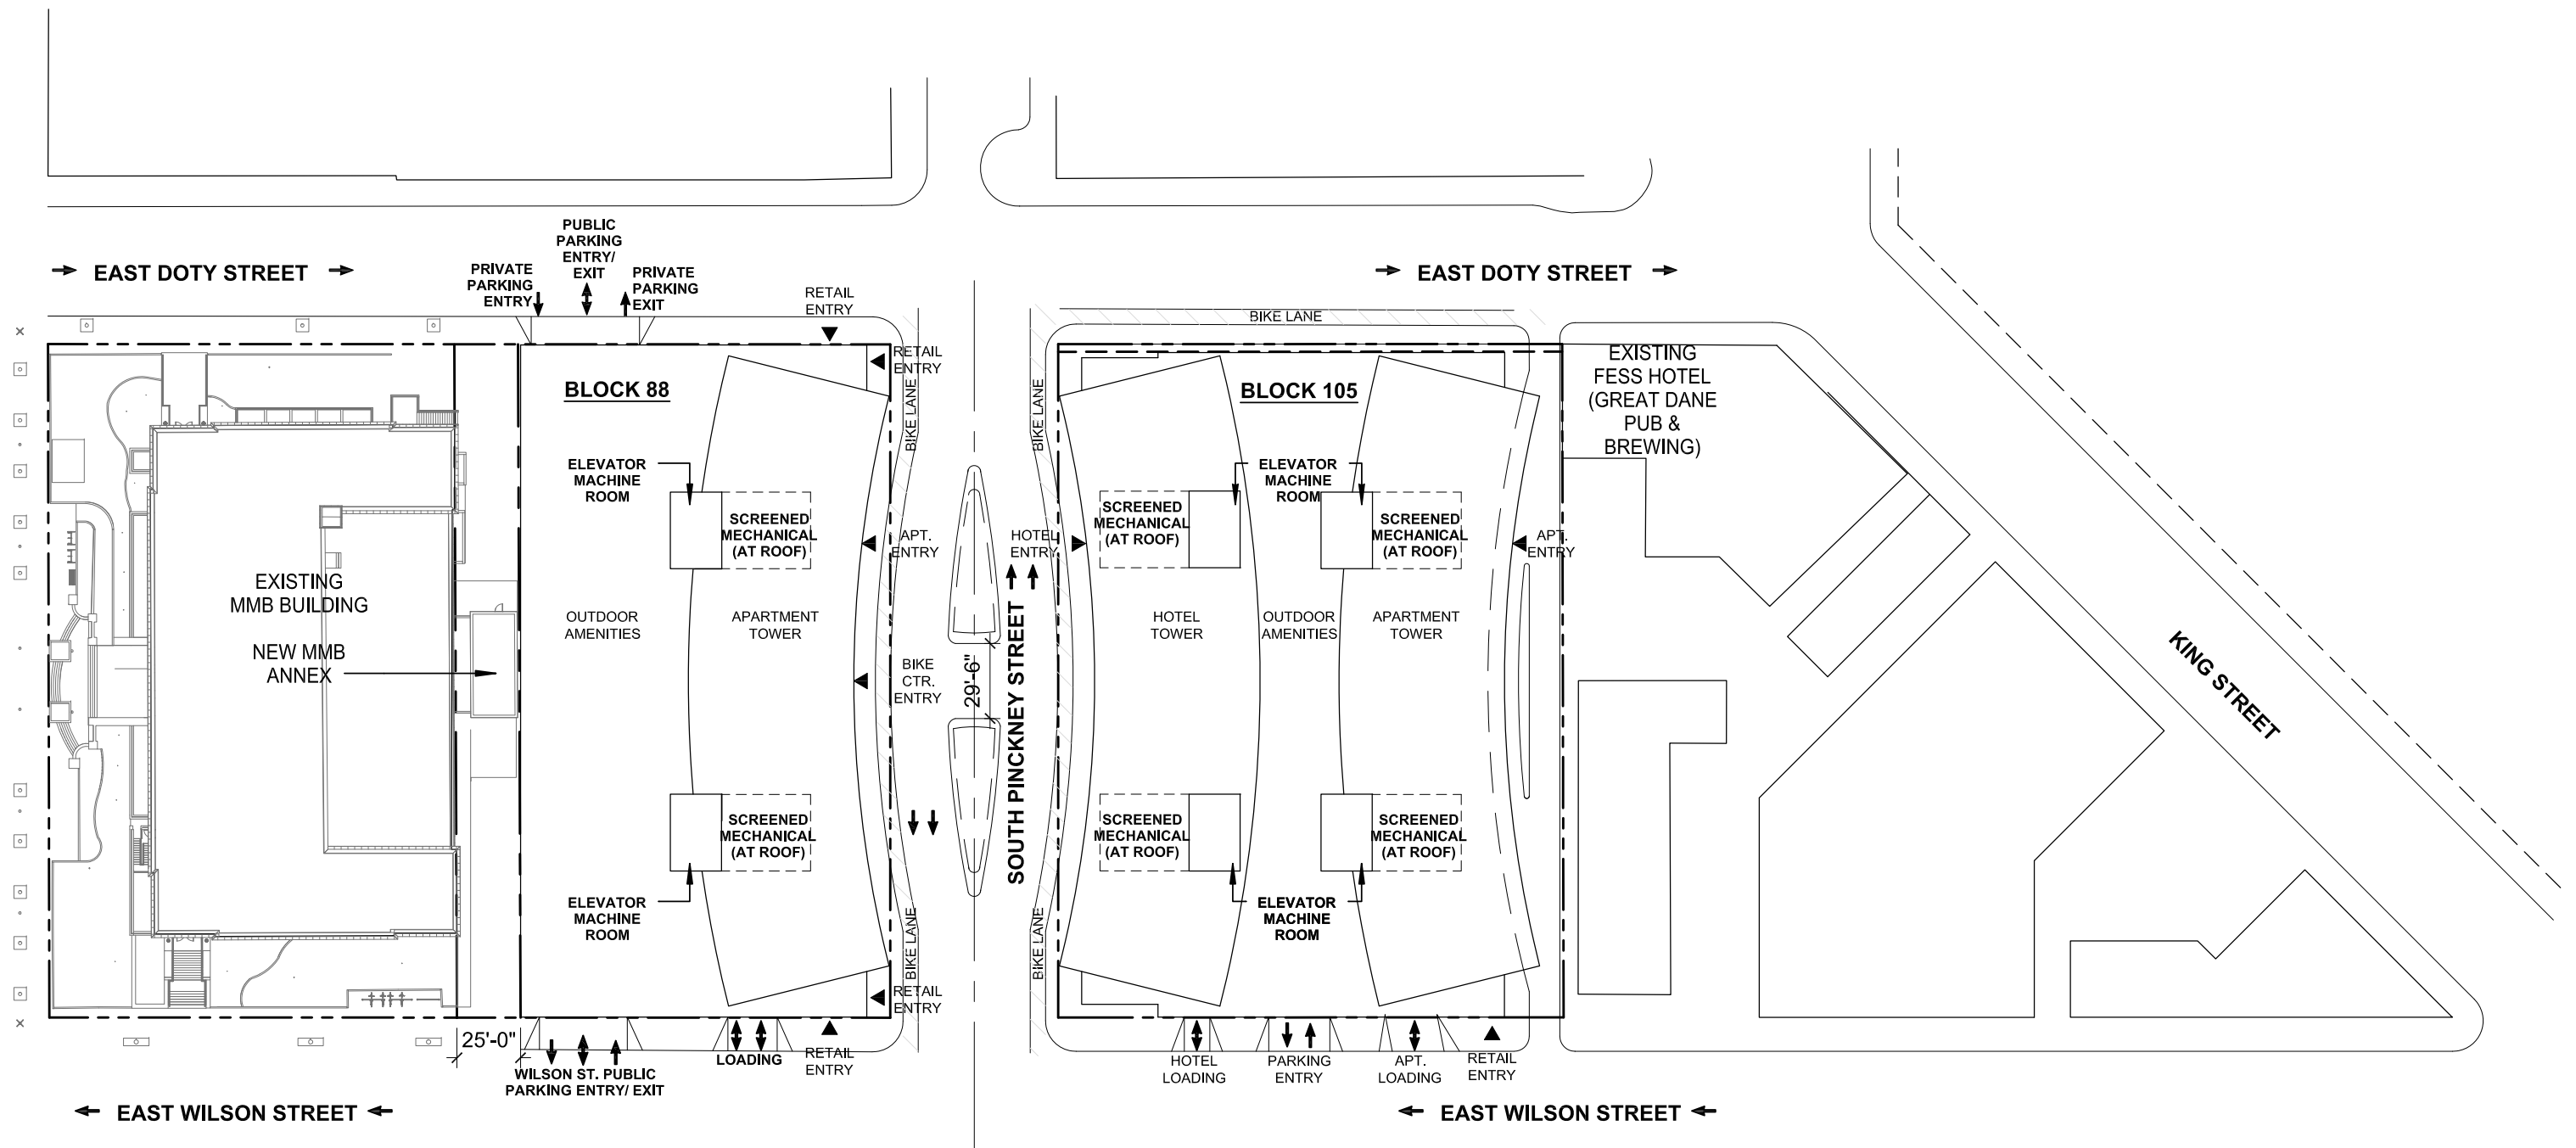 PUBLIC
PARKING
ENTRY/
EXIT
EAST DOTY STREET
PRIVATE
PARKING
ENTRY
PRIVATE
PARKING
EXIT
RETAIL
ENTRY
EAST DOTY STREET
BIKE LANE
RETAIL
ENTRY
BLOCK 88
BIKE LANE
BIKE LANE
BLOCK 105
EXISTING
FESS HOTEL
(GREAT DANE
PUB &
BREWING)
ELEVATOR
MACHINE
ROOM
ELEVATOR
MACHINE
ROOM
SCREENED
MECHANICAL
(AT ROOF)
APT.
ENTRY
HOTEL
ENTRY
SCREENED
MECHANICAL
(AT ROOF)
SCREENED
MECHANICAL
(AT ROOF)
APT.
ENTRY
EXISTING
MMB BUILDING
NEW MMB
ANNEX
OUTDOOR
AMENITIES
APARTMENT
TOWER
HOTEL
TOWER
OUTDOOR
AMENITIES
APARTMENT
TOWER
BIKE
CTR.
ENTRY
29'-6"
SOUTH PINCKNEY STREET
KING STREET
SCREENED
MECHANICAL
(AT ROOF)
SCREENED
MECHANICAL
(AT ROOF)
SCREENED
MECHANICAL
(AT ROOF)
ELEVATOR
MACHINE
ROOM
ELEVATOR
MACHINE
ROOM
BIKE LANE
BIKE LANE
RETAIL
ENTRY
25'-0"
WILSON ST. PUBLIC
PARKING ENTRY/ EXIT
LOADING
RETAIL
ENTRY
HOTEL
LOADING
PARKING
ENTRY
APT.
LOADING
RETAIL
ENTRY
EAST WILSON STREET
EAST WILSON STREET